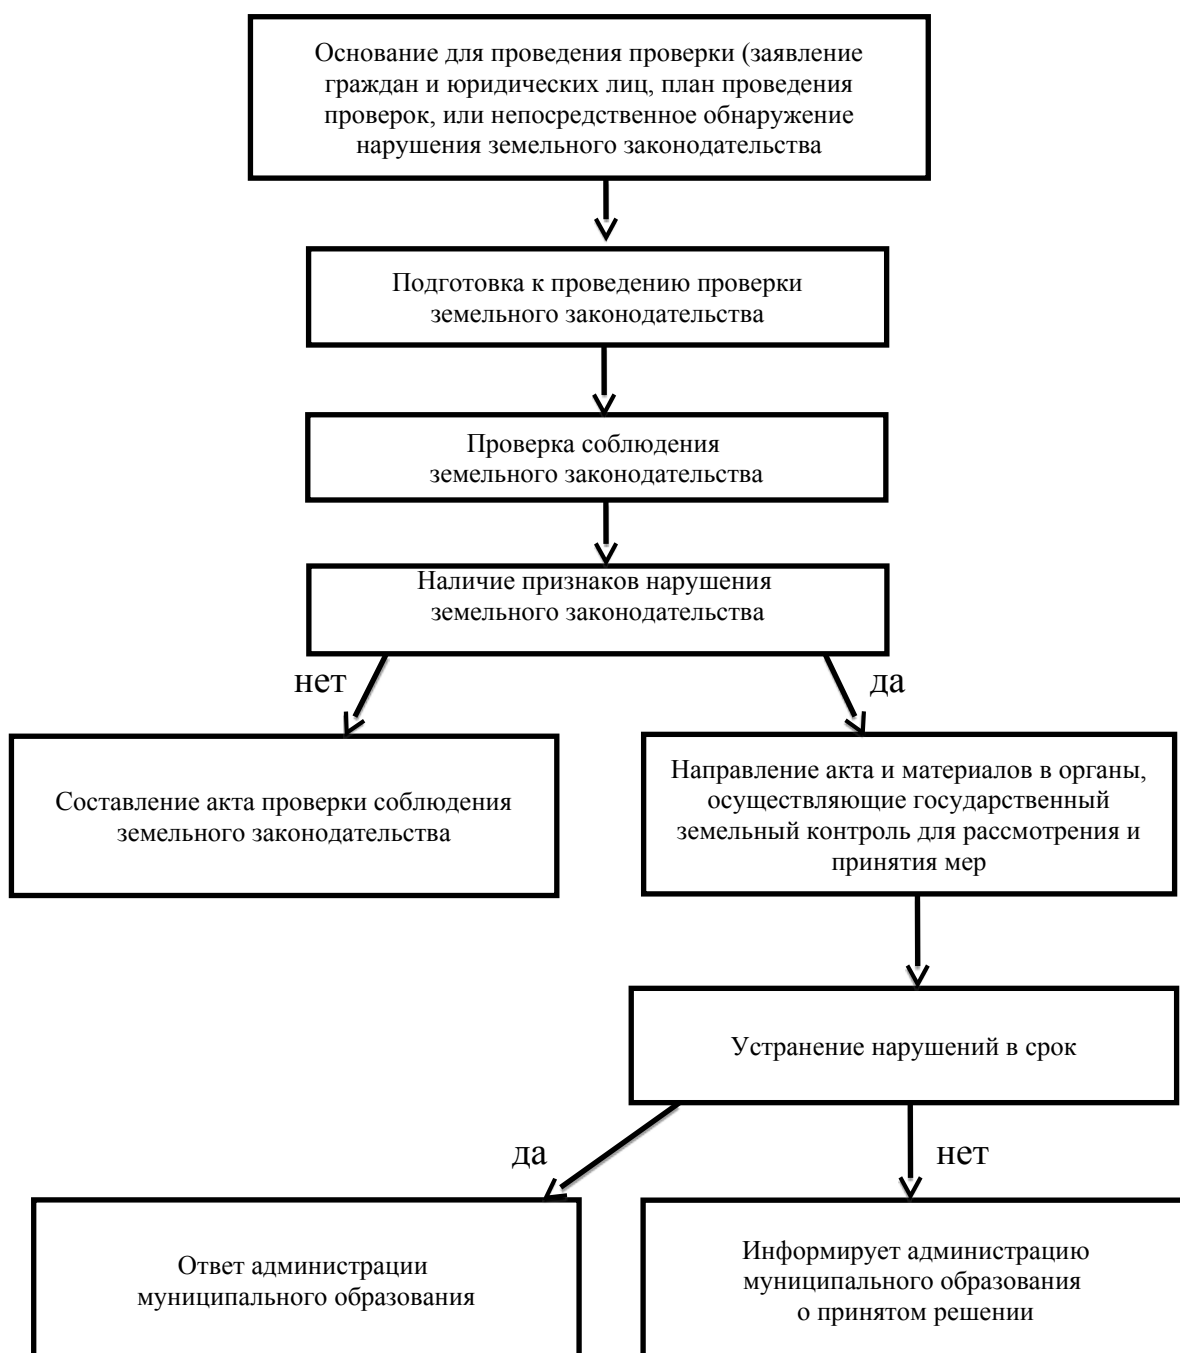 Основание для проведения проверки (заявление
граждан и юридических лиц, план проведения
проверок, или непосредственное обнаружение
нарушения земельного законодательства
Подготовка к проведению проверки
земельного законодательства
Проверка соблюдения
земельного законодательства
Наличие признаков нарушения
земельного законодательства
нет
да
Составление акта проверки соблюдения
земельного законодательства
Направление акта и материалов в органы,
осуществляющие государственный
земельный контроль для рассмотрения и
принятия мер
Устранение нарушений в срок
да
нет
Ответ администрации
муниципального образования
Информирует администрацию
муниципального образования
о принятом решении